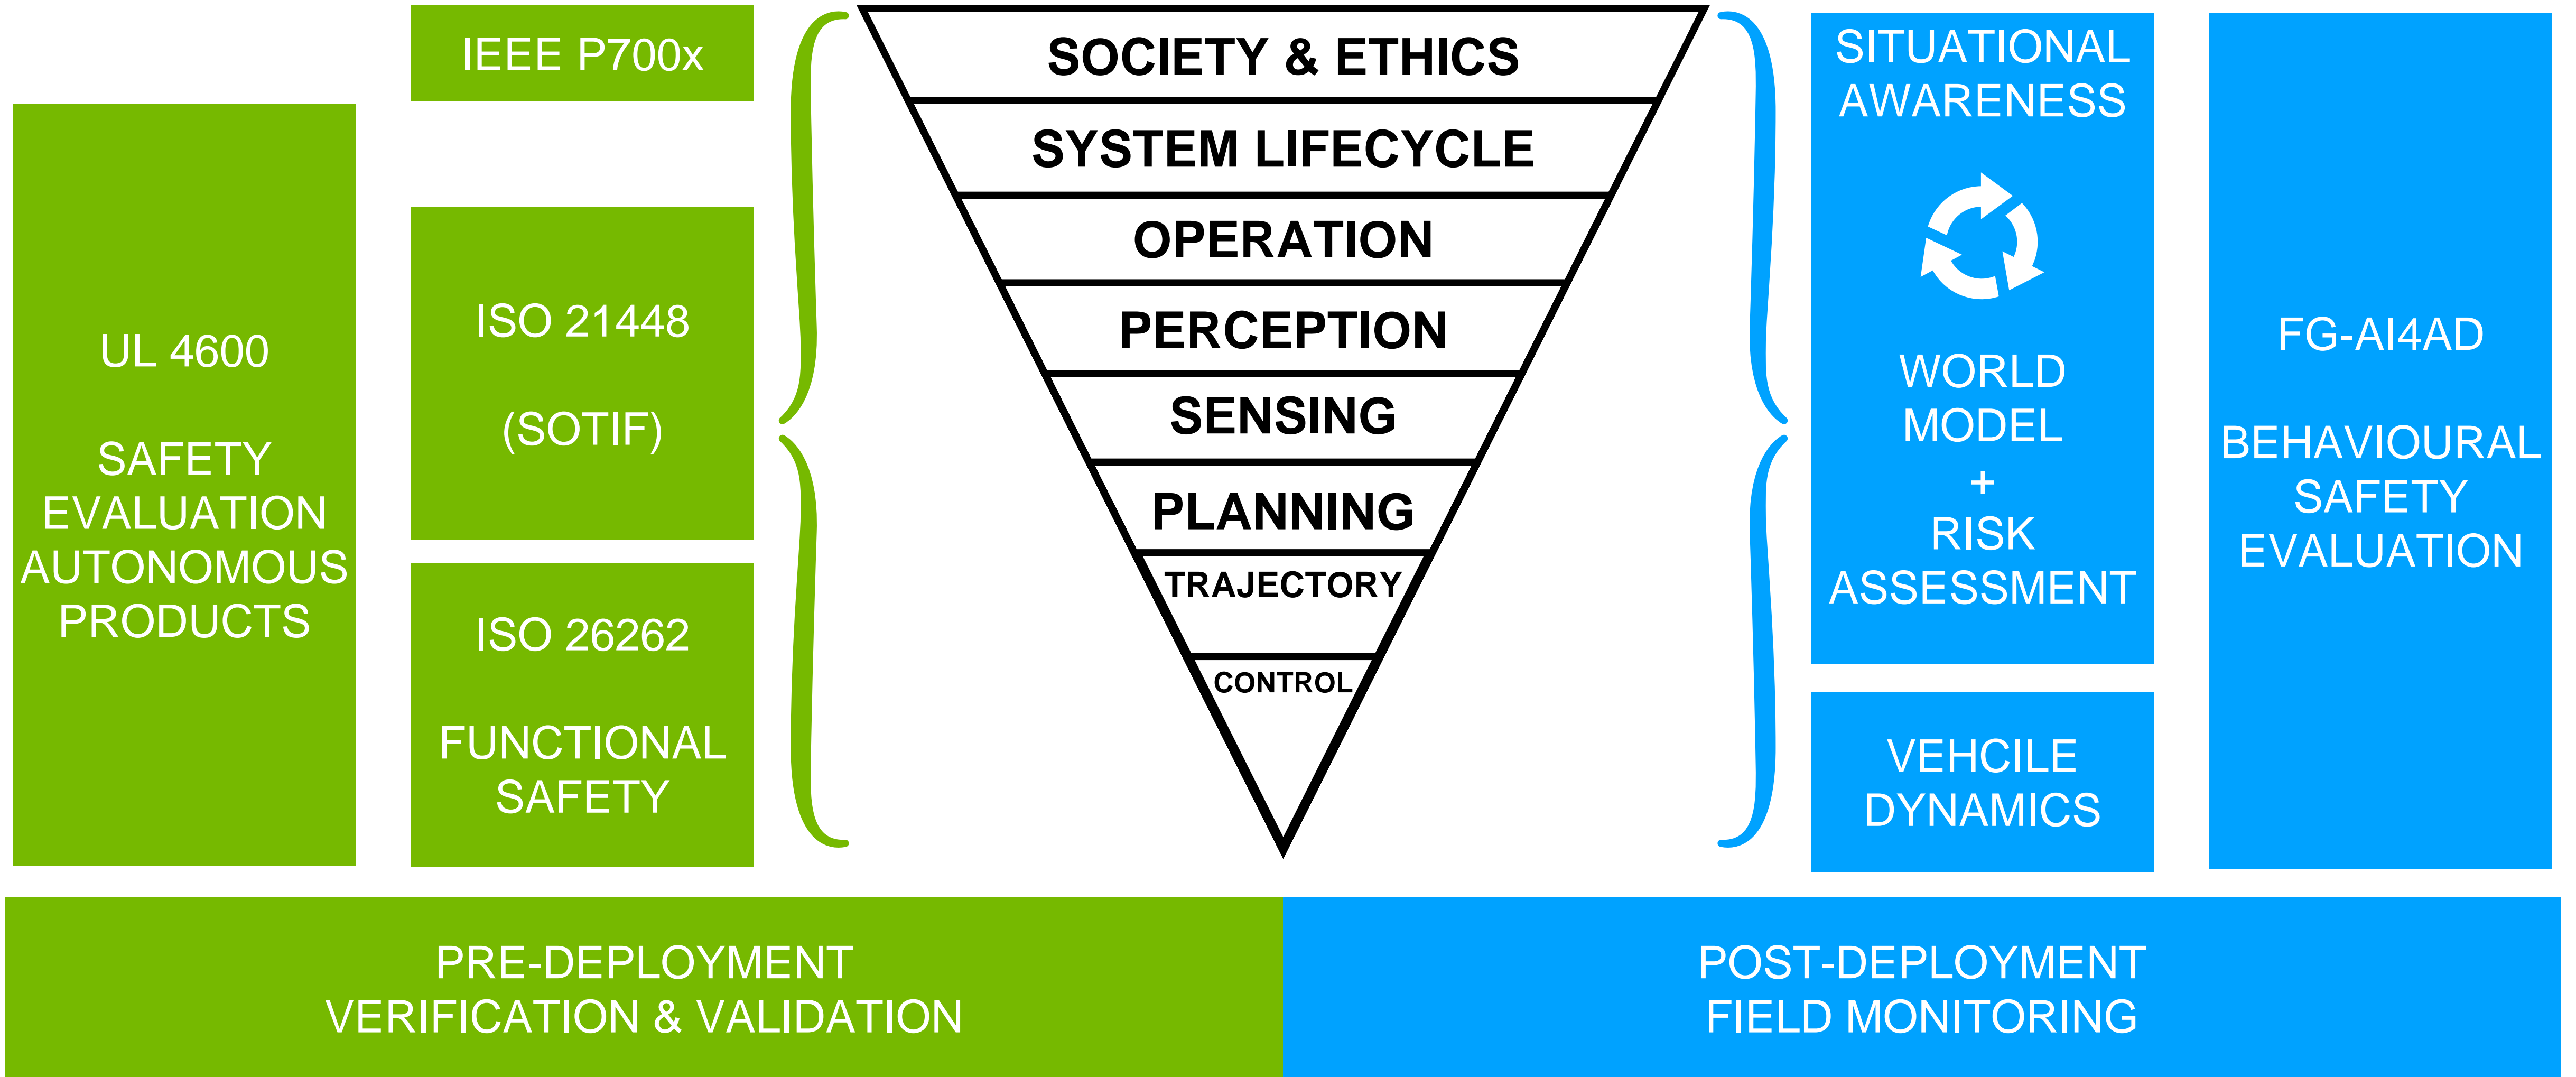 UL 4600
SAFETY
EVALUATION
AUTONOMOUS
PRODUCTS
IEEE P700x
ISO 21448
(SOTIF)
ISO 26262
FUNCTIONAL
SAFETY
SOCIETY & ETHICS
SYSTEM LIFECYCLE
OPERATION
PERCEPTION
SENSING
PLANNING
TRAJECTORY
CONTROL
SITUATIONAL
AWARENESS
WORLD
MODEL
+
RISK
ASSESSMENT
VEHCILE
DYNAMICS
FG-AI4AD
BEHAVIOURAL
SAFETY
EVALUATION
PRE-DEPLOYMENT
VERIFICATION & VALIDATION
POST-DEPLOYMENT
FIELD MONITORING